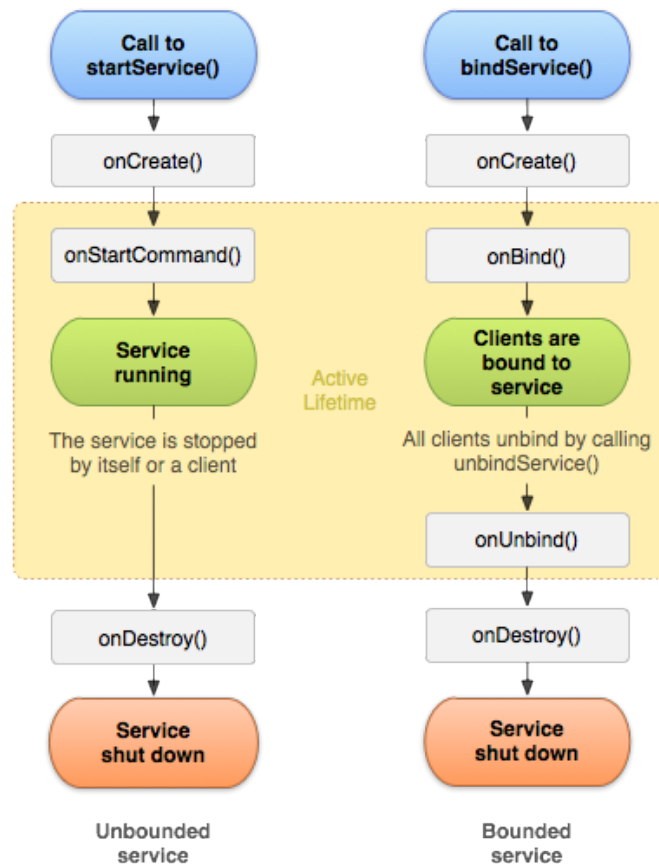 Call to
startService()
onCreate()
onStartCommand()
Service
running
The service is stopped
by itself or a client
onDestroy()
Service
shut down
Unbounded
service
Active
Lifetime
Call to
bindService()
onCreate()
onBind()
Clients are
bound to
service
All clients unbind by calling
unbindService()
onUnbind()
onDestroy()
Service
shut down
Bounded
service